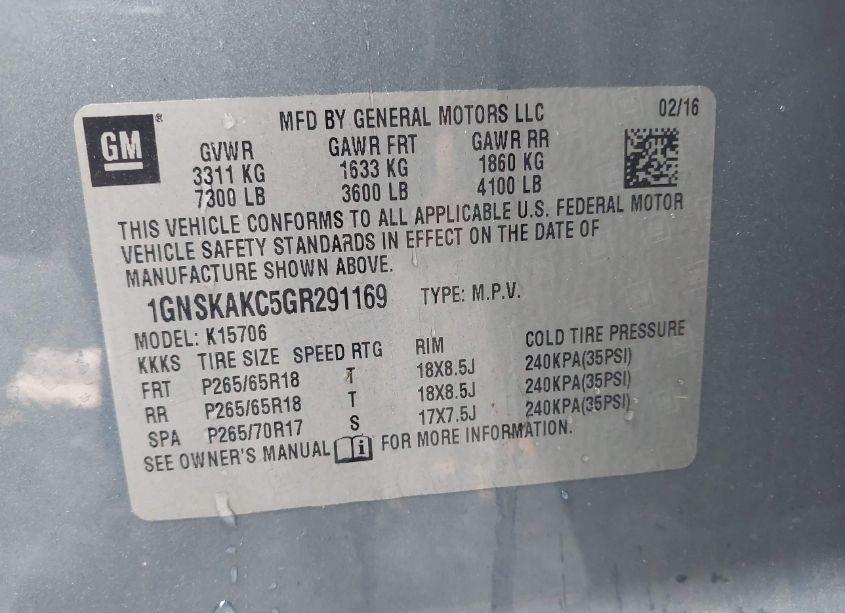 GM®
MFD BY GENERAL MOTORS LLC 02/16
GVWR GAWR FRT GAWR RR
3311 KG 1633 KG 1860 KG
7300 LB 3600 LB 4100 LB
THIS VEHICLE CONFORMS TO ALL APPLICABLE U.S. FEDERAL MOTOR
VEHICLE SAFETY STANDARDS IN EFFECT ON THE DATE OF
MANUFACTURE SHOWN ABOVE.
1GNSKAKC5GR291169 TYPE: M.P.V.
MODEL: K15706
KKKS TIRE SIZE SPEED RTG RIM COLD TIRE PRESSURE
FRT P265/65R18 T 18X8.5J 240KPA(35PSI)
RR P265/65R18 T 18X8.5J 240KPA(35PSI)
SPA P265/70R17 S 17X7.5J 240KPA(35PSI)
SEE OWNER'S MANUAL i FOR MORE INFORMATION.